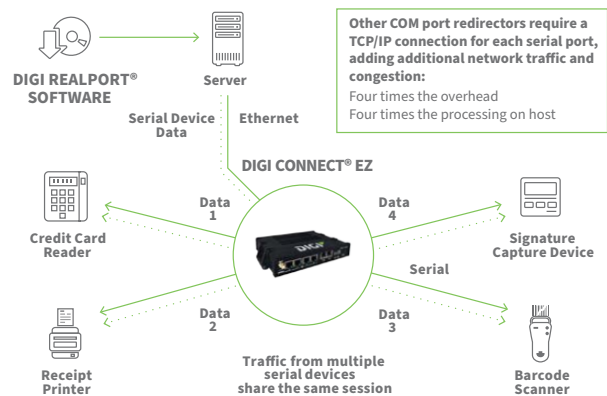 DIGI REALPORT®
SOFTWARE
Server
Other COM port redirectors require a
TCP/IP connection for each serial port,
adding additional network traffic and
congestion:
Four times the overhead
Four times the processing on host
Serial Device
Data
Ethernet
DIGI CONNECT® EZ
Credit Card
Reader
Data
1
Data
4
Signature
Capture Device
DIGI
Serial
Receipt
Printer
Data
2
Data
3
Barcode
Scanner
Traffic from multiple
serial devices
share the same session